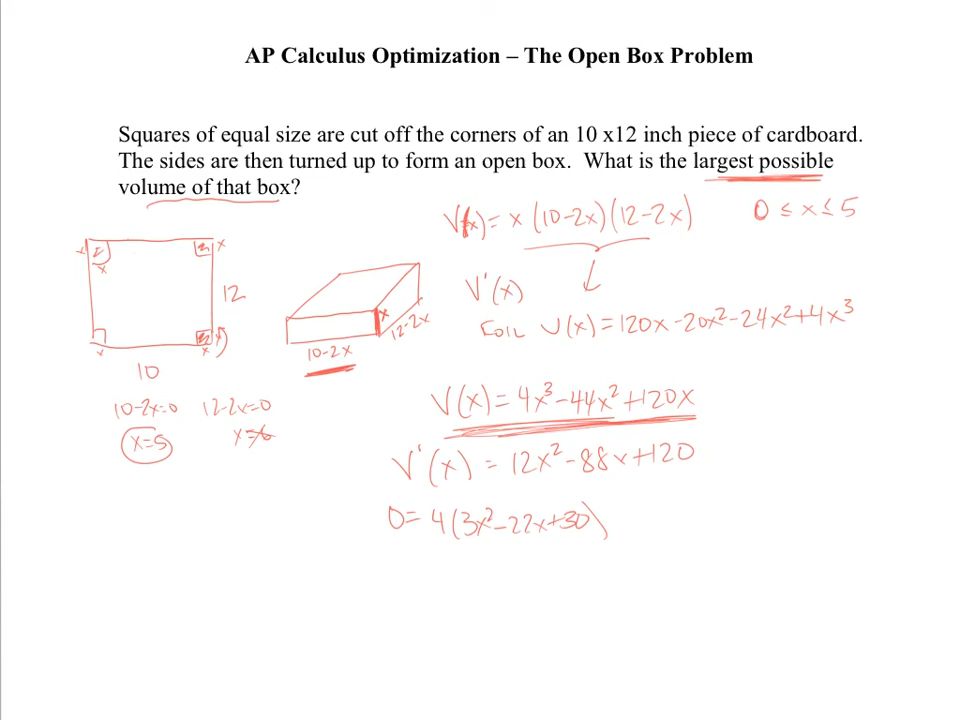 AP Calculus Optimization – The Open Box Problem
Squares of equal size are cut off the corners of an 10 x12 inch piece of cardboard.
The sides are then turned up to form an open box. What is the largest possible
volume of that box?
V(x) = x (10-2x)(12-2x)
0 ≤ x ≤ 5
x
x
x
12
x
x
10
x
12-2x
10-2x
V'(x)
FOIL V(x) = 120x - 20x² - 24x² + 4x³
10-2x=0 12-2x=0
x=5 x=6
V(x) = 4x³ - 44x² + 120x
V'(x) = 12x² - 88x + 120
0 = 4(3x² - 22x + 30)